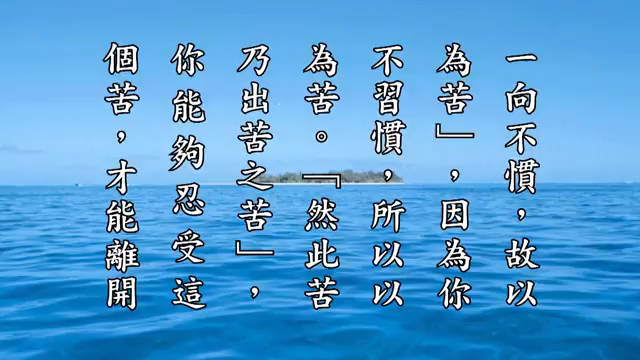 一向不慣，故以
為苦」，因為你
不習慣，所以以
為苦。『然此苦
乃出苦之苦』，
你能夠忍受這
個苦，才能離開